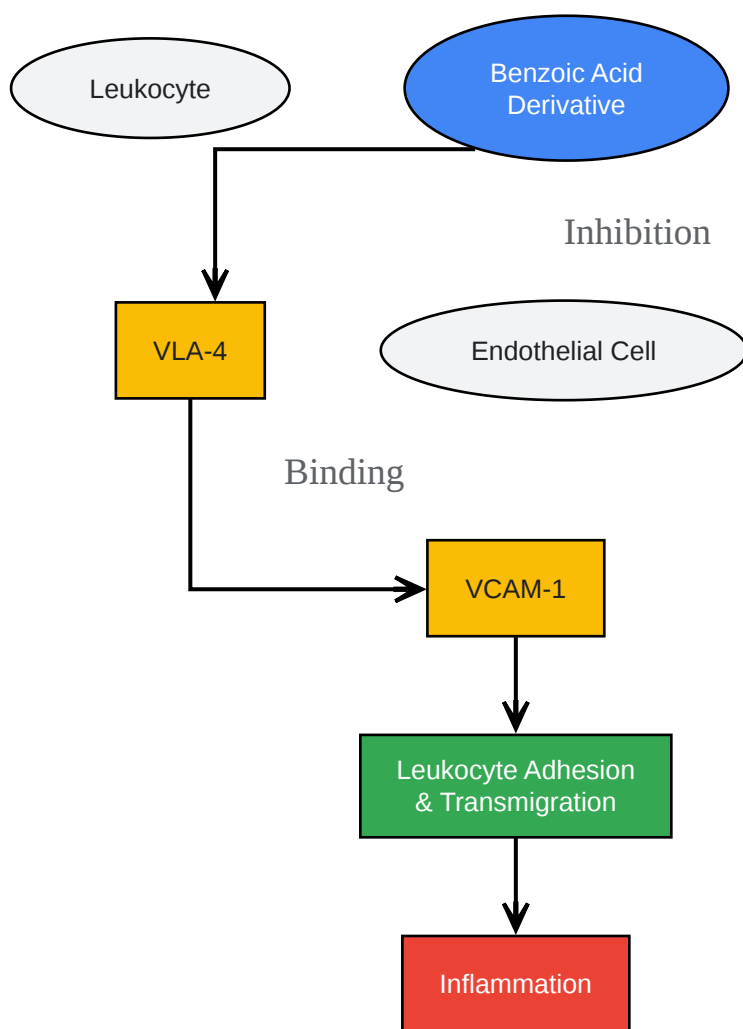 Leukocyte
Benzoic Acid
Derivative
Inhibition
VLA-4
Endothelial Cell
Binding
VCAM-1
Leukocyte Adhesion
& Transmigration
Inflammation